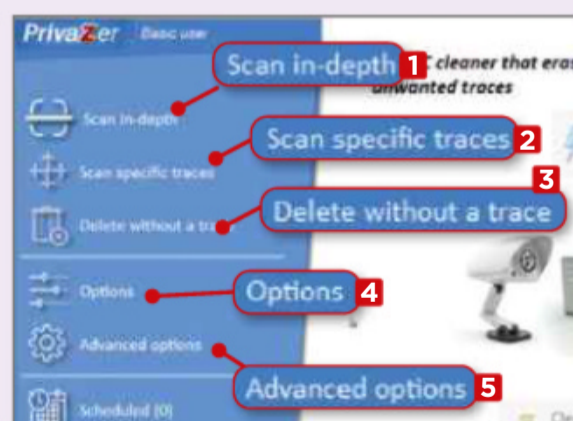 PrivaZer Basic user
Scan in-depth 1
C cleaner that eras
unwanted traces
Scan in-depth
Scan specific traces 2
Scan specific traces
3
Delete without a trace
Delete without a tra
Options 4
Options
Advanced options
Advanced options 5
Scheduled [0]